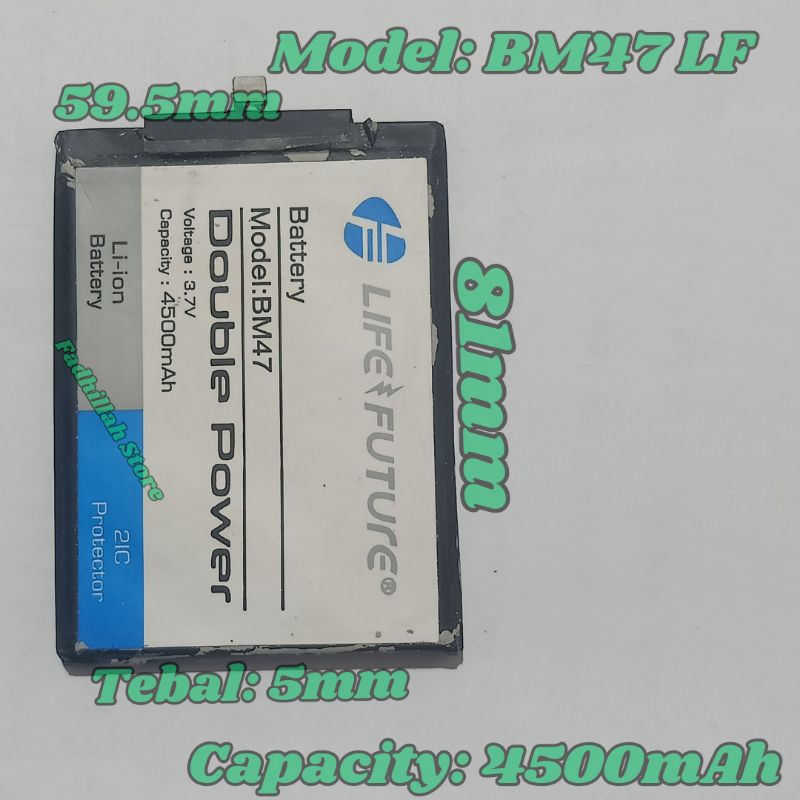 Model: BM47 LF
59.5mm
LIFE FUTURE®
Battery
Model:BM47
Double Power
Voltage : 3.7V
Capacity : 4500mAh
Li-ion
Battery
2IC
Protector
81mm
Fadhillah Store
Tebal: 5mm
Capacity: 4500mAh